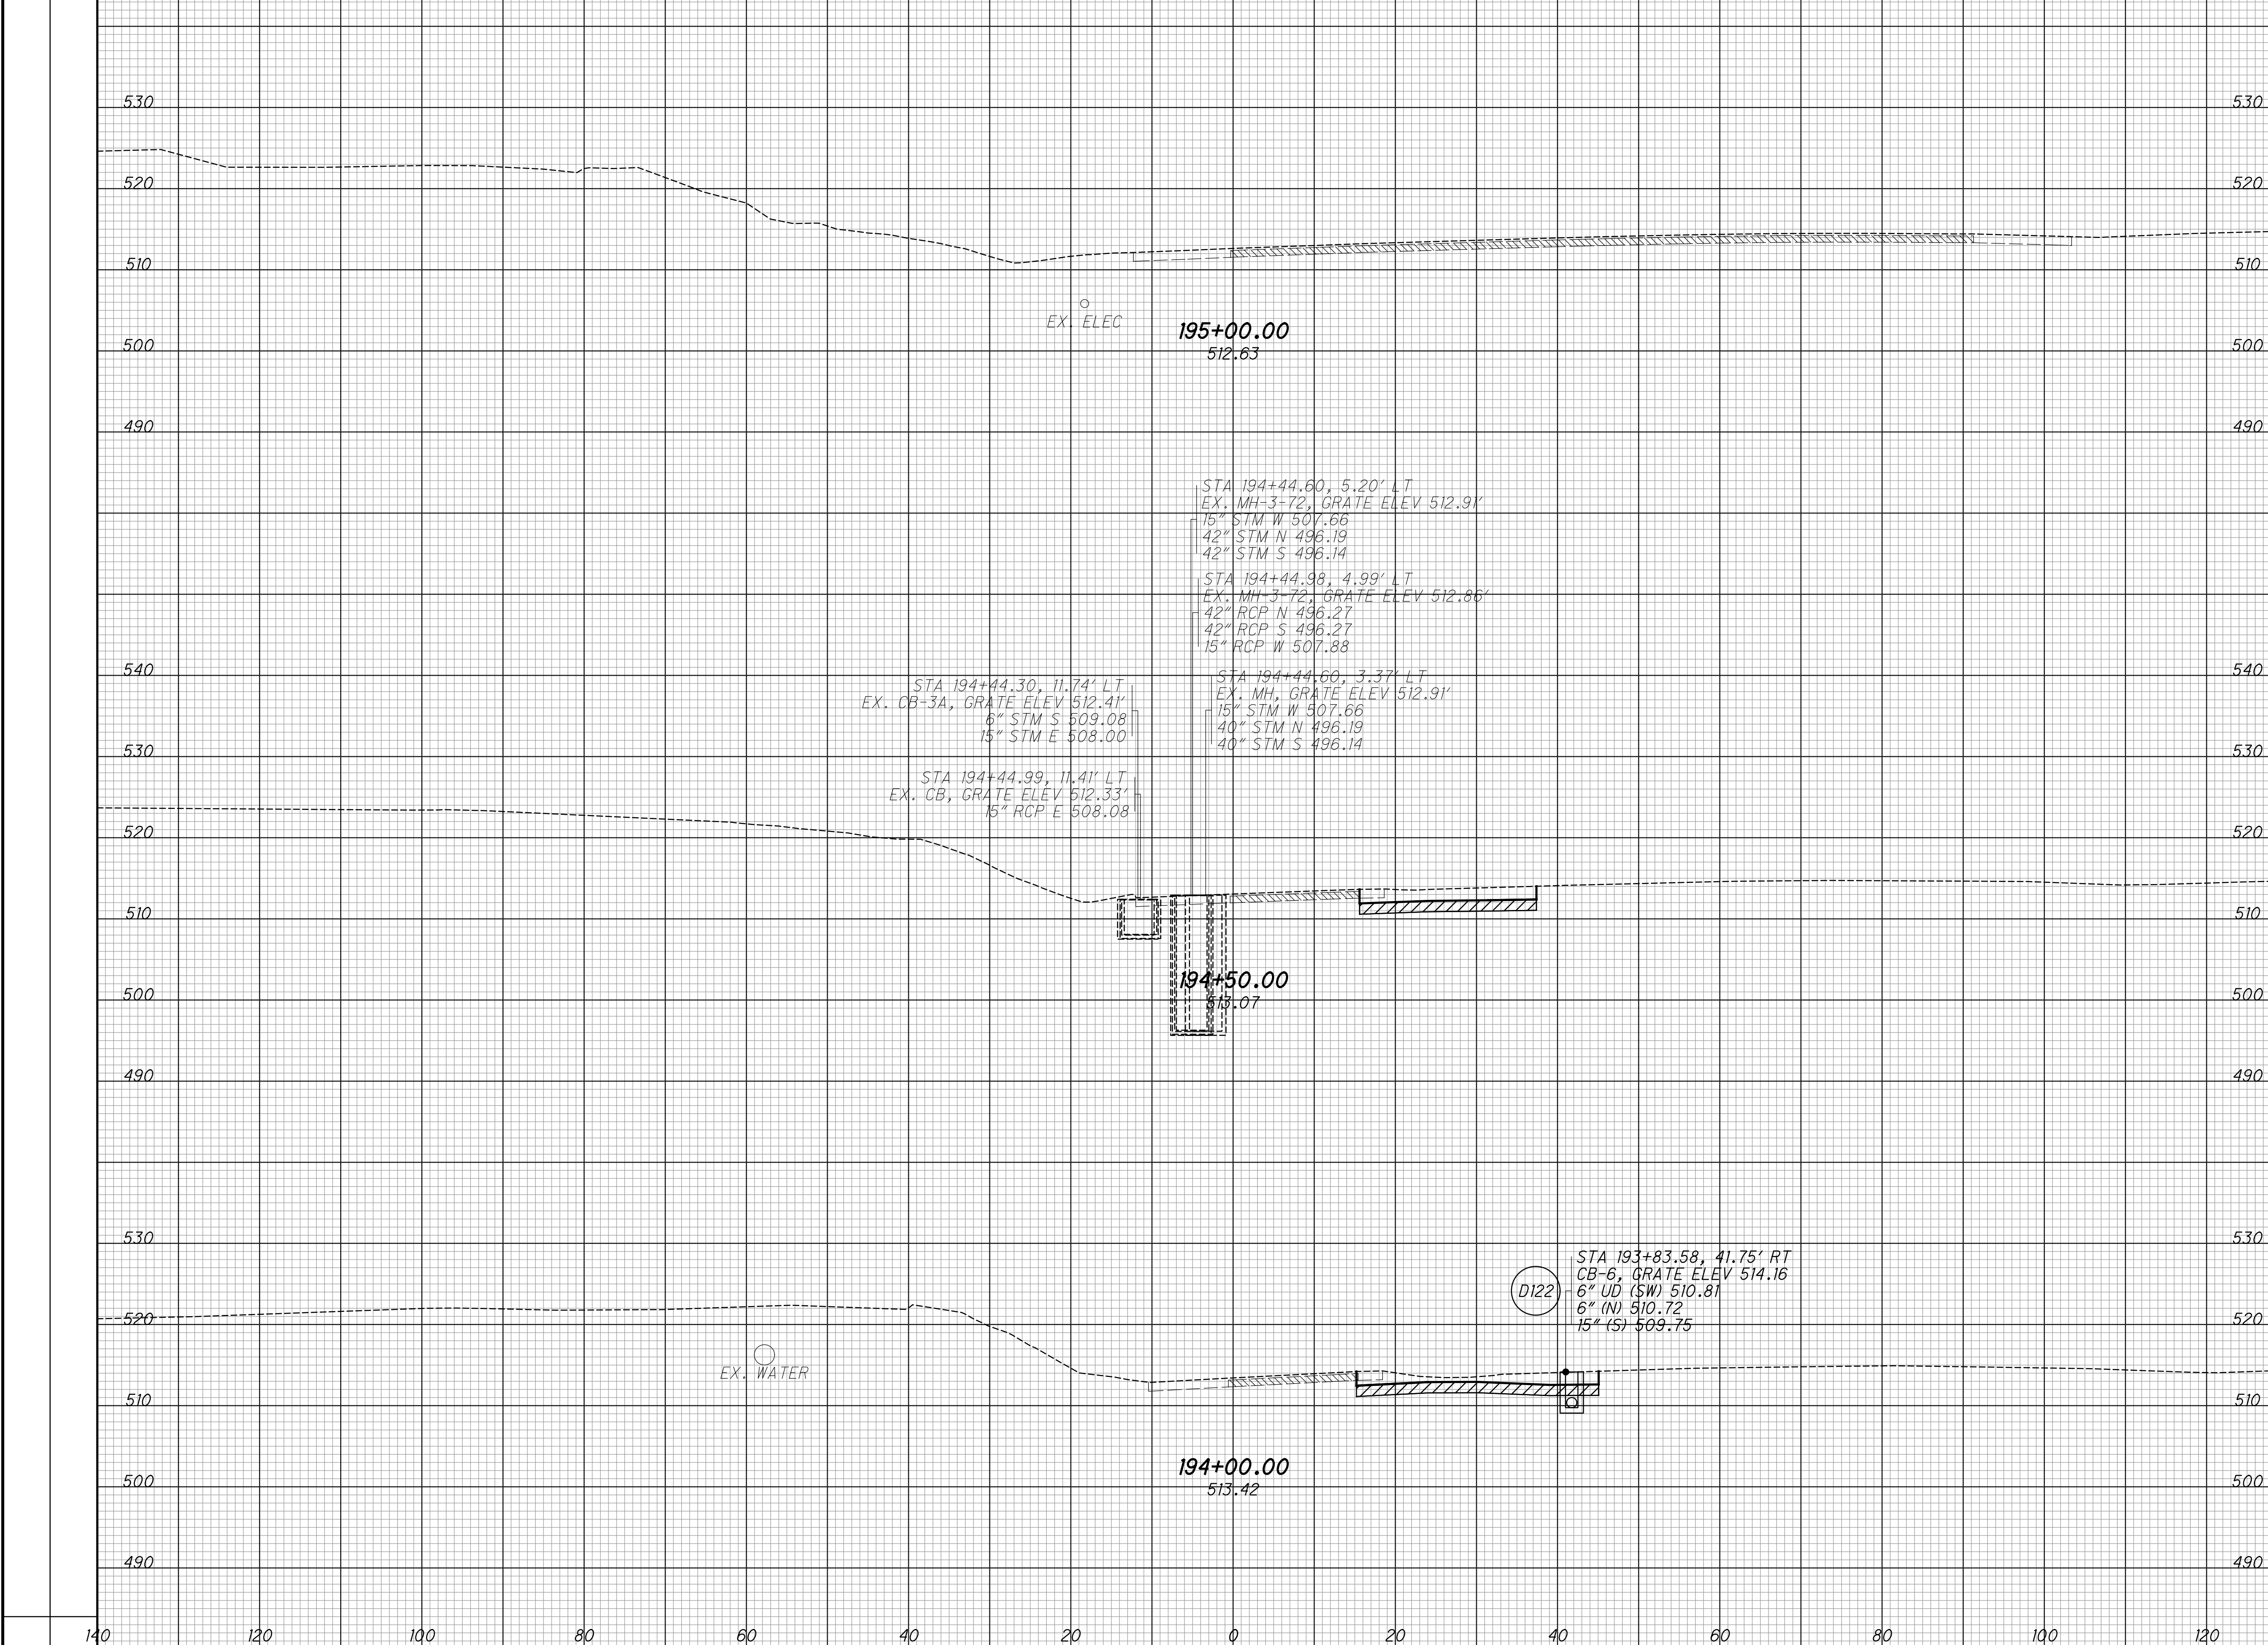 530 530
520 520
510 510
EX. ELEC
195+00.00
500 500
512.63
490 490
STA 194+44.60, 5.20' LT
EX. MH-3-72, GRATE ELEV 512.91'
15" STM W 507.66
42" STM N 496.19
42" STM S 496.14
STA 194+44.98, 4.99' LT
EX. MH-3-72, GRATE ELEV 512.86'
42" RCP N 496.27
42" RCP S 496.27
15" RCP W 507.88
540 540
STA 194+44.60, 3.37' LT
EX. MH, GRATE ELEV 512.91'
15" STM W 507.66
40" STM N 496.19
40" STM S 496.14
STA 194+44.30, 11.74' LT
EX. CB-3A, GRATE ELEV 512.41'
6" STM S 509.08
15" STM E 508.00
530 530
STA 194+44.99, 11.41' LT
EX. CB, GRATE ELEV 512.33'
15" RCP E 508.08
520 520
510 510
194+50.00
500 500
513.07
490 490
530 530
STA 193+83.58, 41.75' RT
CB-6, GRATE ELEV 514.16
D122
6" UD (SW) 510.81
6" (N) 510.72
15" (S) 509.75
520 520
EX. WATER
510 510
194+00.00
500 500
513.42
490 490
140 120 100 80 60 40 20 0 20 40 60 80 100 120